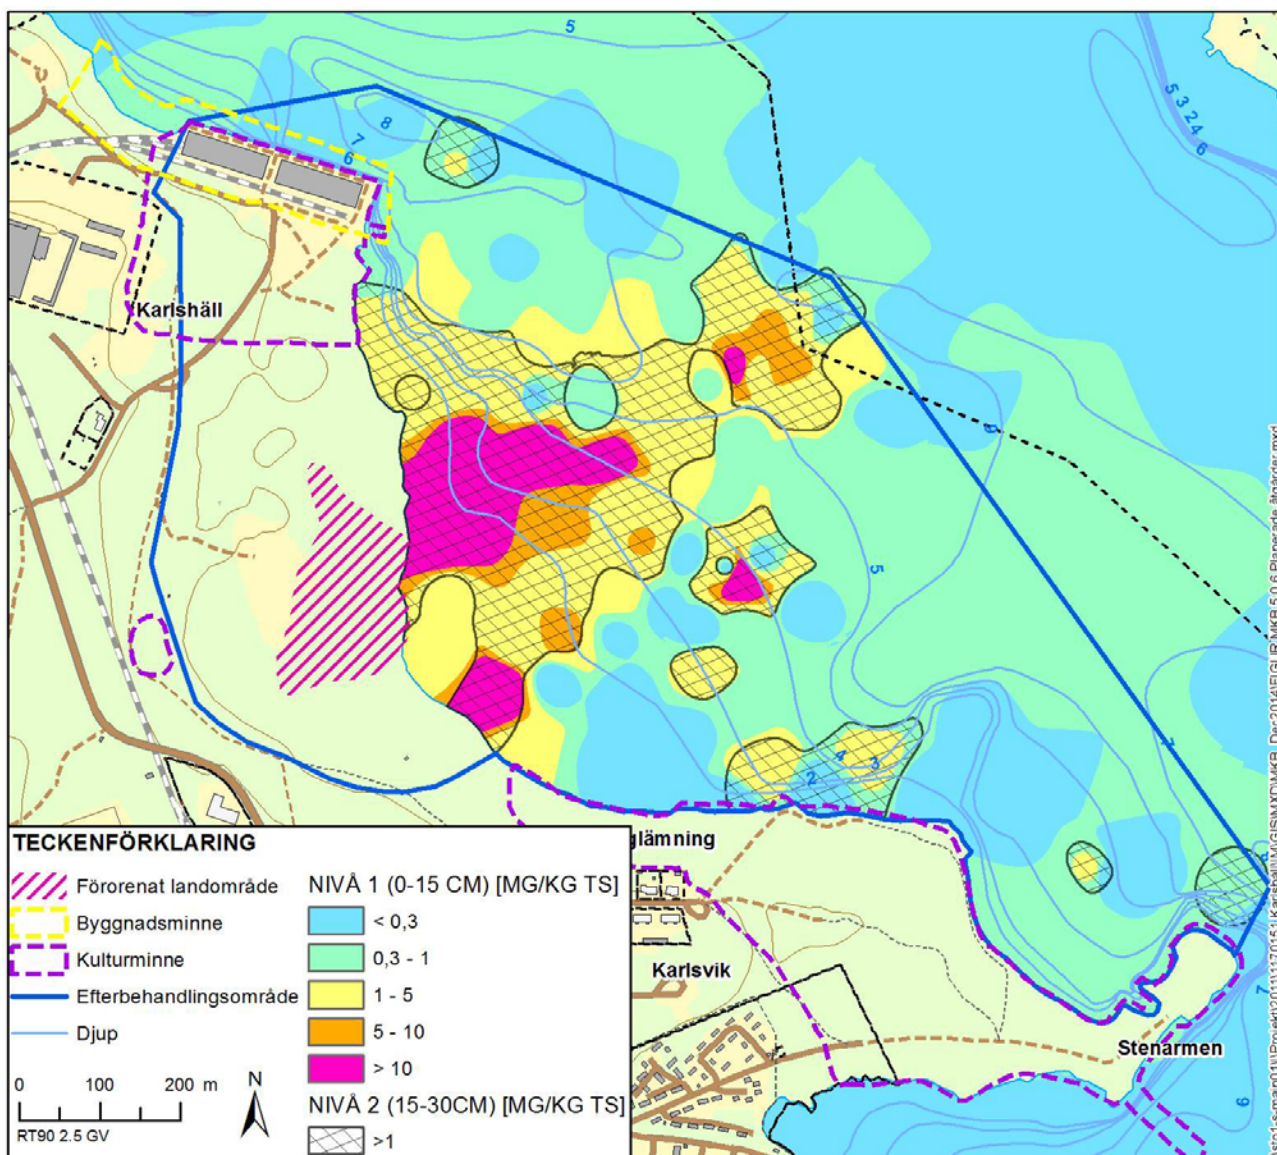 5
5 3 2 4
6
8
7
6
Karlshäll
9
5
7
4
3
2
6
7
6
glämning
Karlsvik
Stenarmen
TECKENFÖRKLARING
Förorenat landområde
Byggnadsminne
Kulturminne
Efterbehandlingsområde
Djup
0 100 200 m
N
RT90 2.5 GV
NIVÅ 1 (0-15 CM) [MG/KG TS]
< 0,3
0,3 - 1
1 - 5
5 - 10
> 10
NIVÅ 2 (15-30CM) [MG/KG TS]
>1